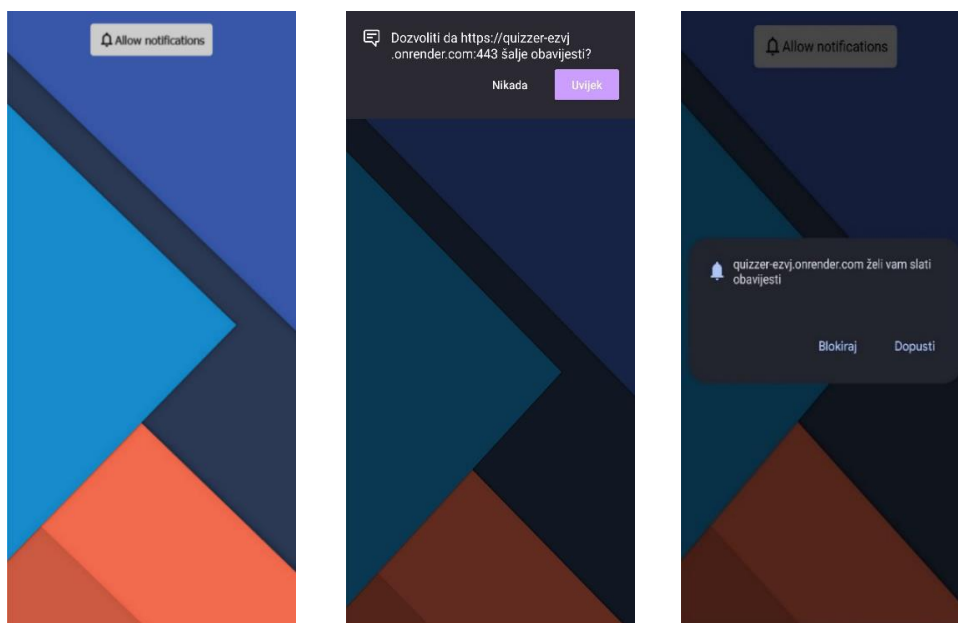 Allow notifications
Dozvoliti da https://quizzer-ezvj
.onrender.com:443 šalje obavijesti?
Nikada
Uvijek
Allow notifications
quizzer-ezvj.onrender.com želi vam slati
obavijesti
Blokiraj
Dopusti